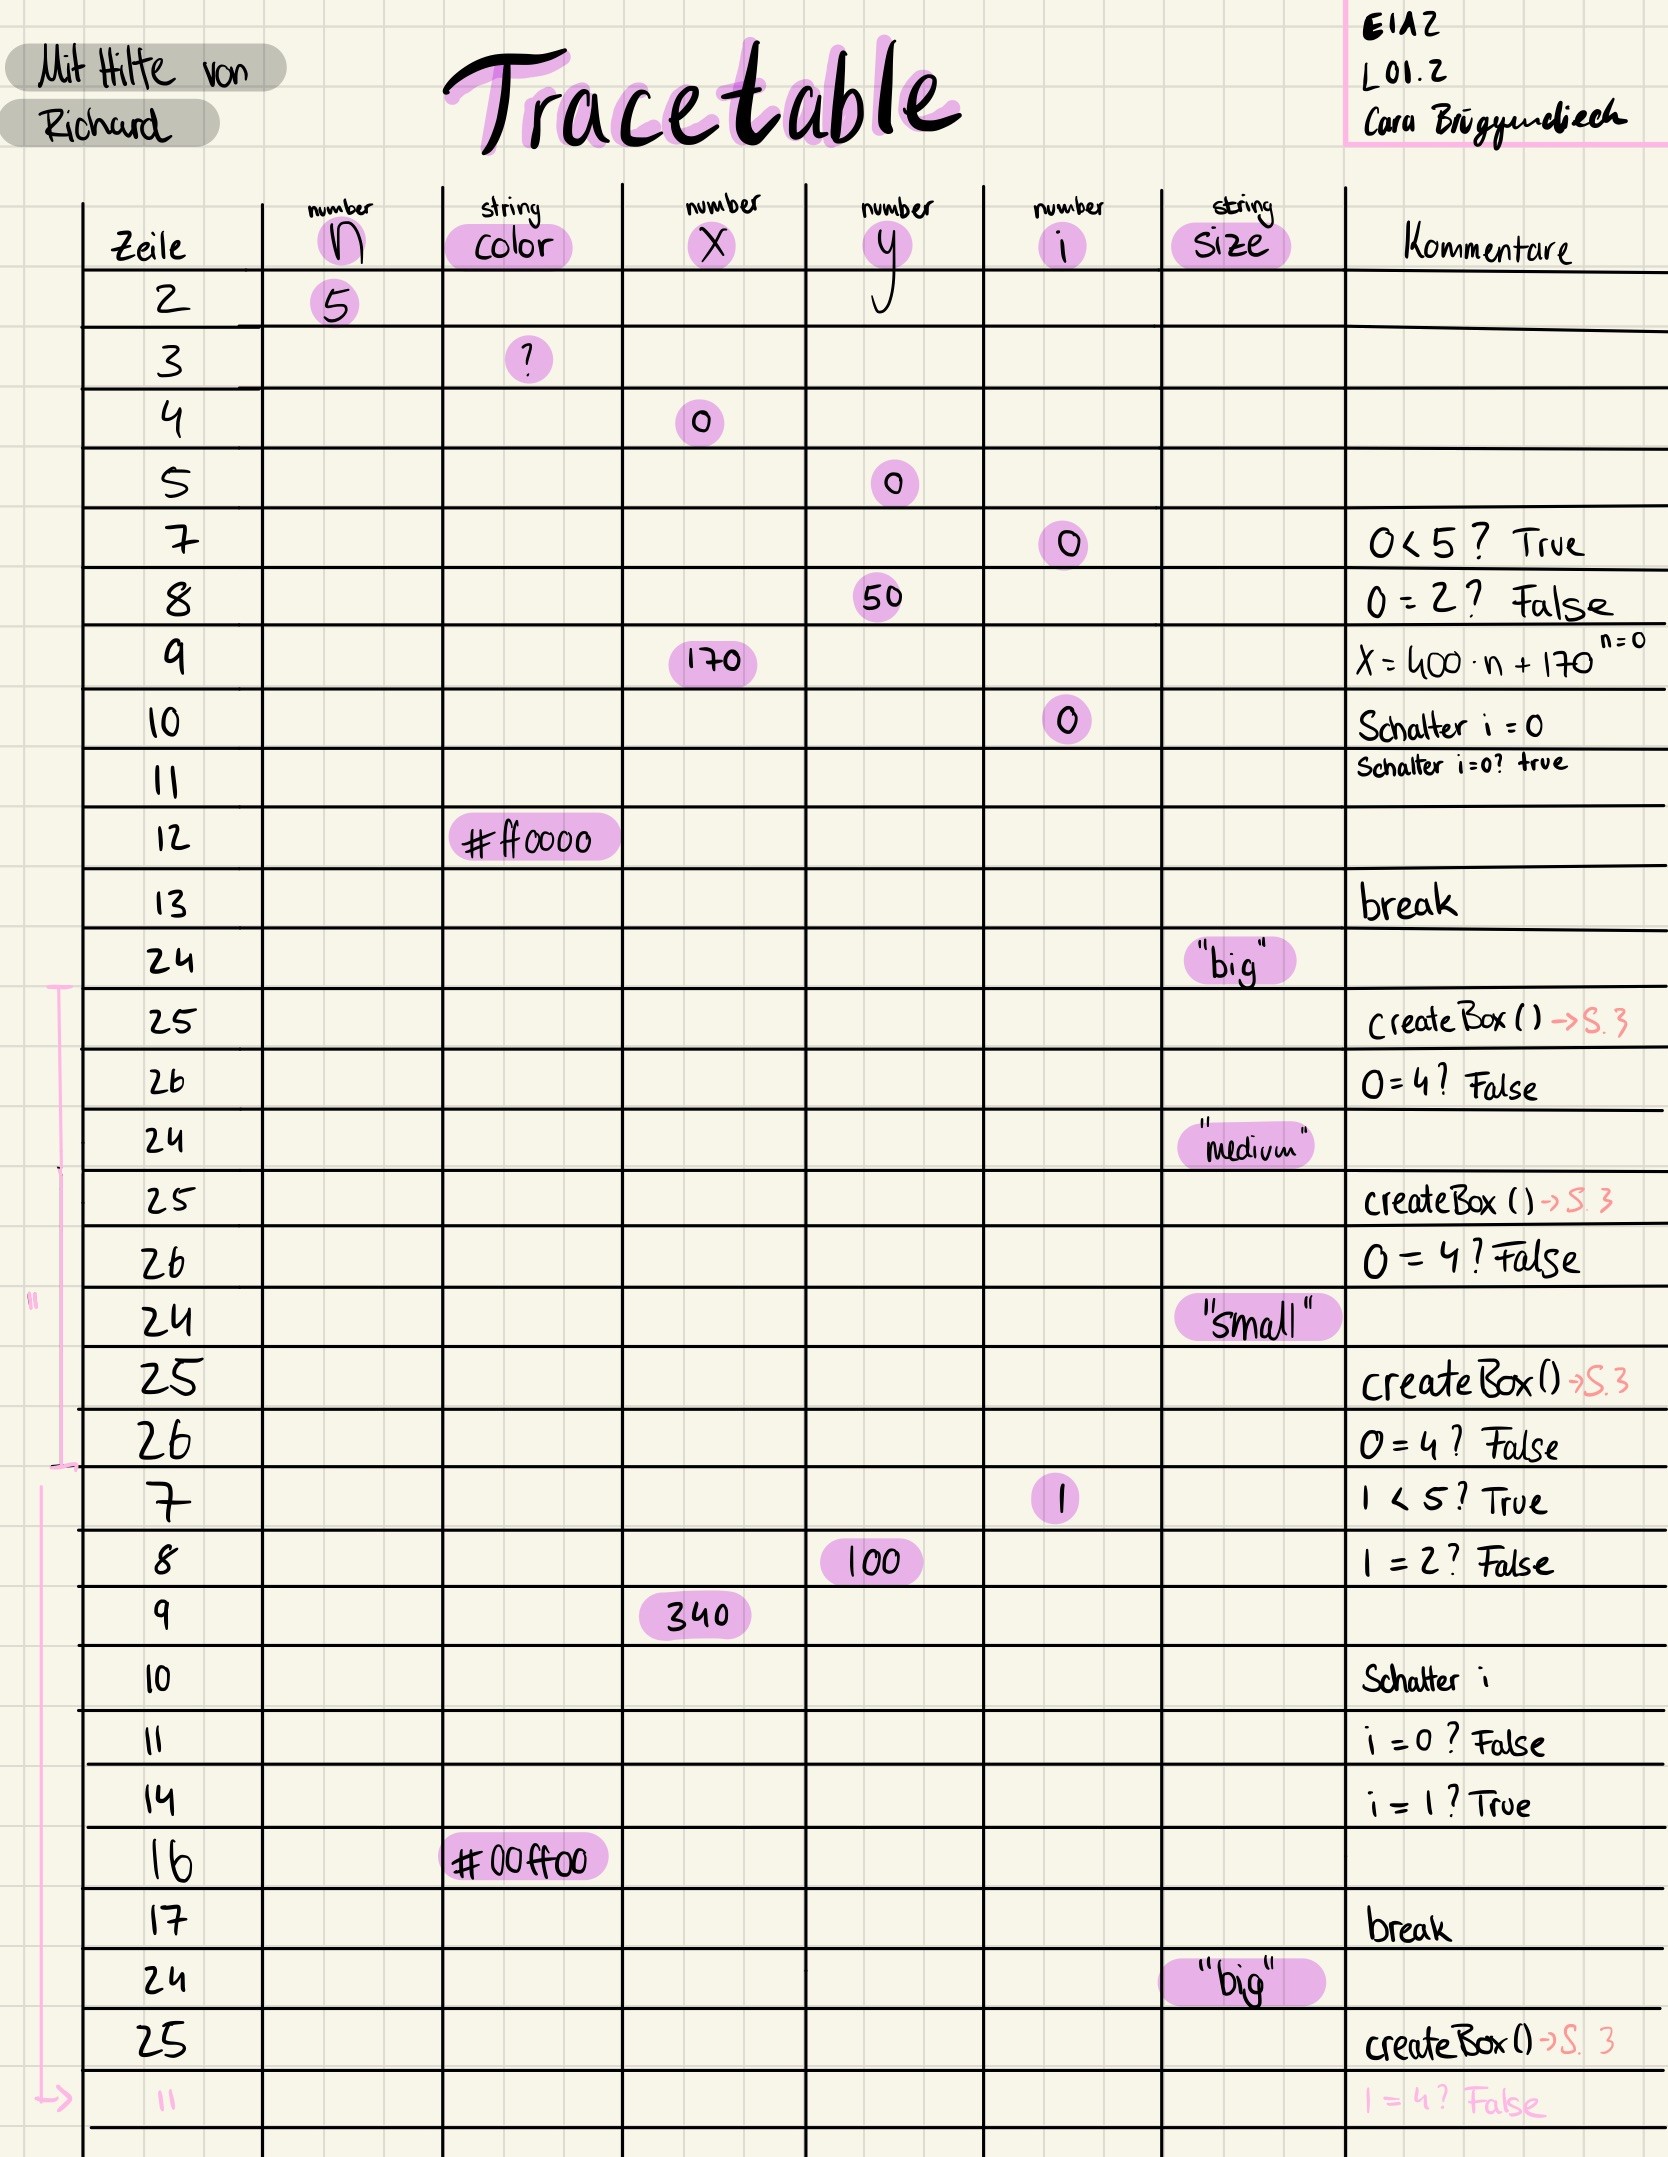 Mit Hilfe von
Richard
Tracetable
EIA2
L01.2
Cara
number string number number number string
Zeile n color x y i size Kommentare
2 5
3 ?
4 0
5 0
7 0 0 < 5 ? True
8 50 0 = 2 ? False
9 170 X = 400 · n + 170 n=0
10 0 Schalter i = 0
11 Schalter i=0? true
12 #ff0000
13 break
24 "big"
25 createBox() → S. 3
26 0 = 4? False
24 "medium"
25 createBox () → S. 3
26 0 = 4 ? False
24 "small"
25 createBox() → S. 3
26 0 = 4 ? False
7 1 1 < 5? True
8 100 1 = 2? False
9 340
10 Schalter i
11 i = 0 ? False
14 i = 1 ? True
16 #00ff00
17 break
24 "big"
25 createBox() → S. 3
" 1 = 4? False
"